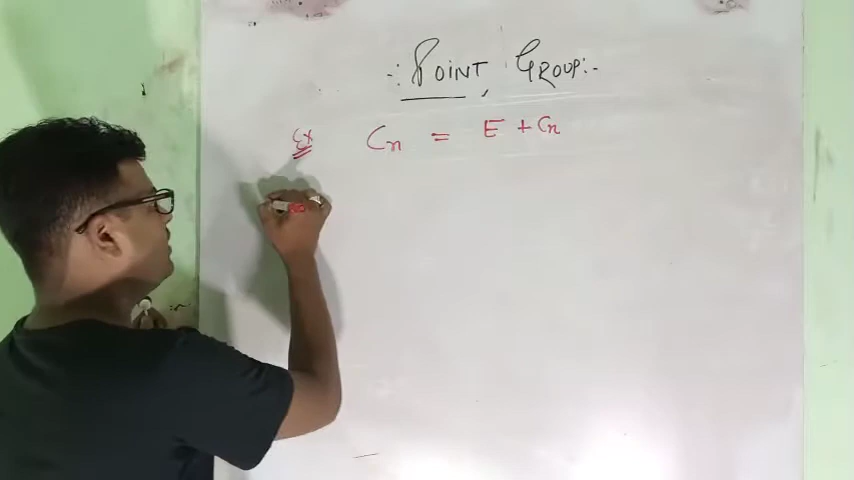 :- POINT GROUP :-
Ex Cn = E + Cn